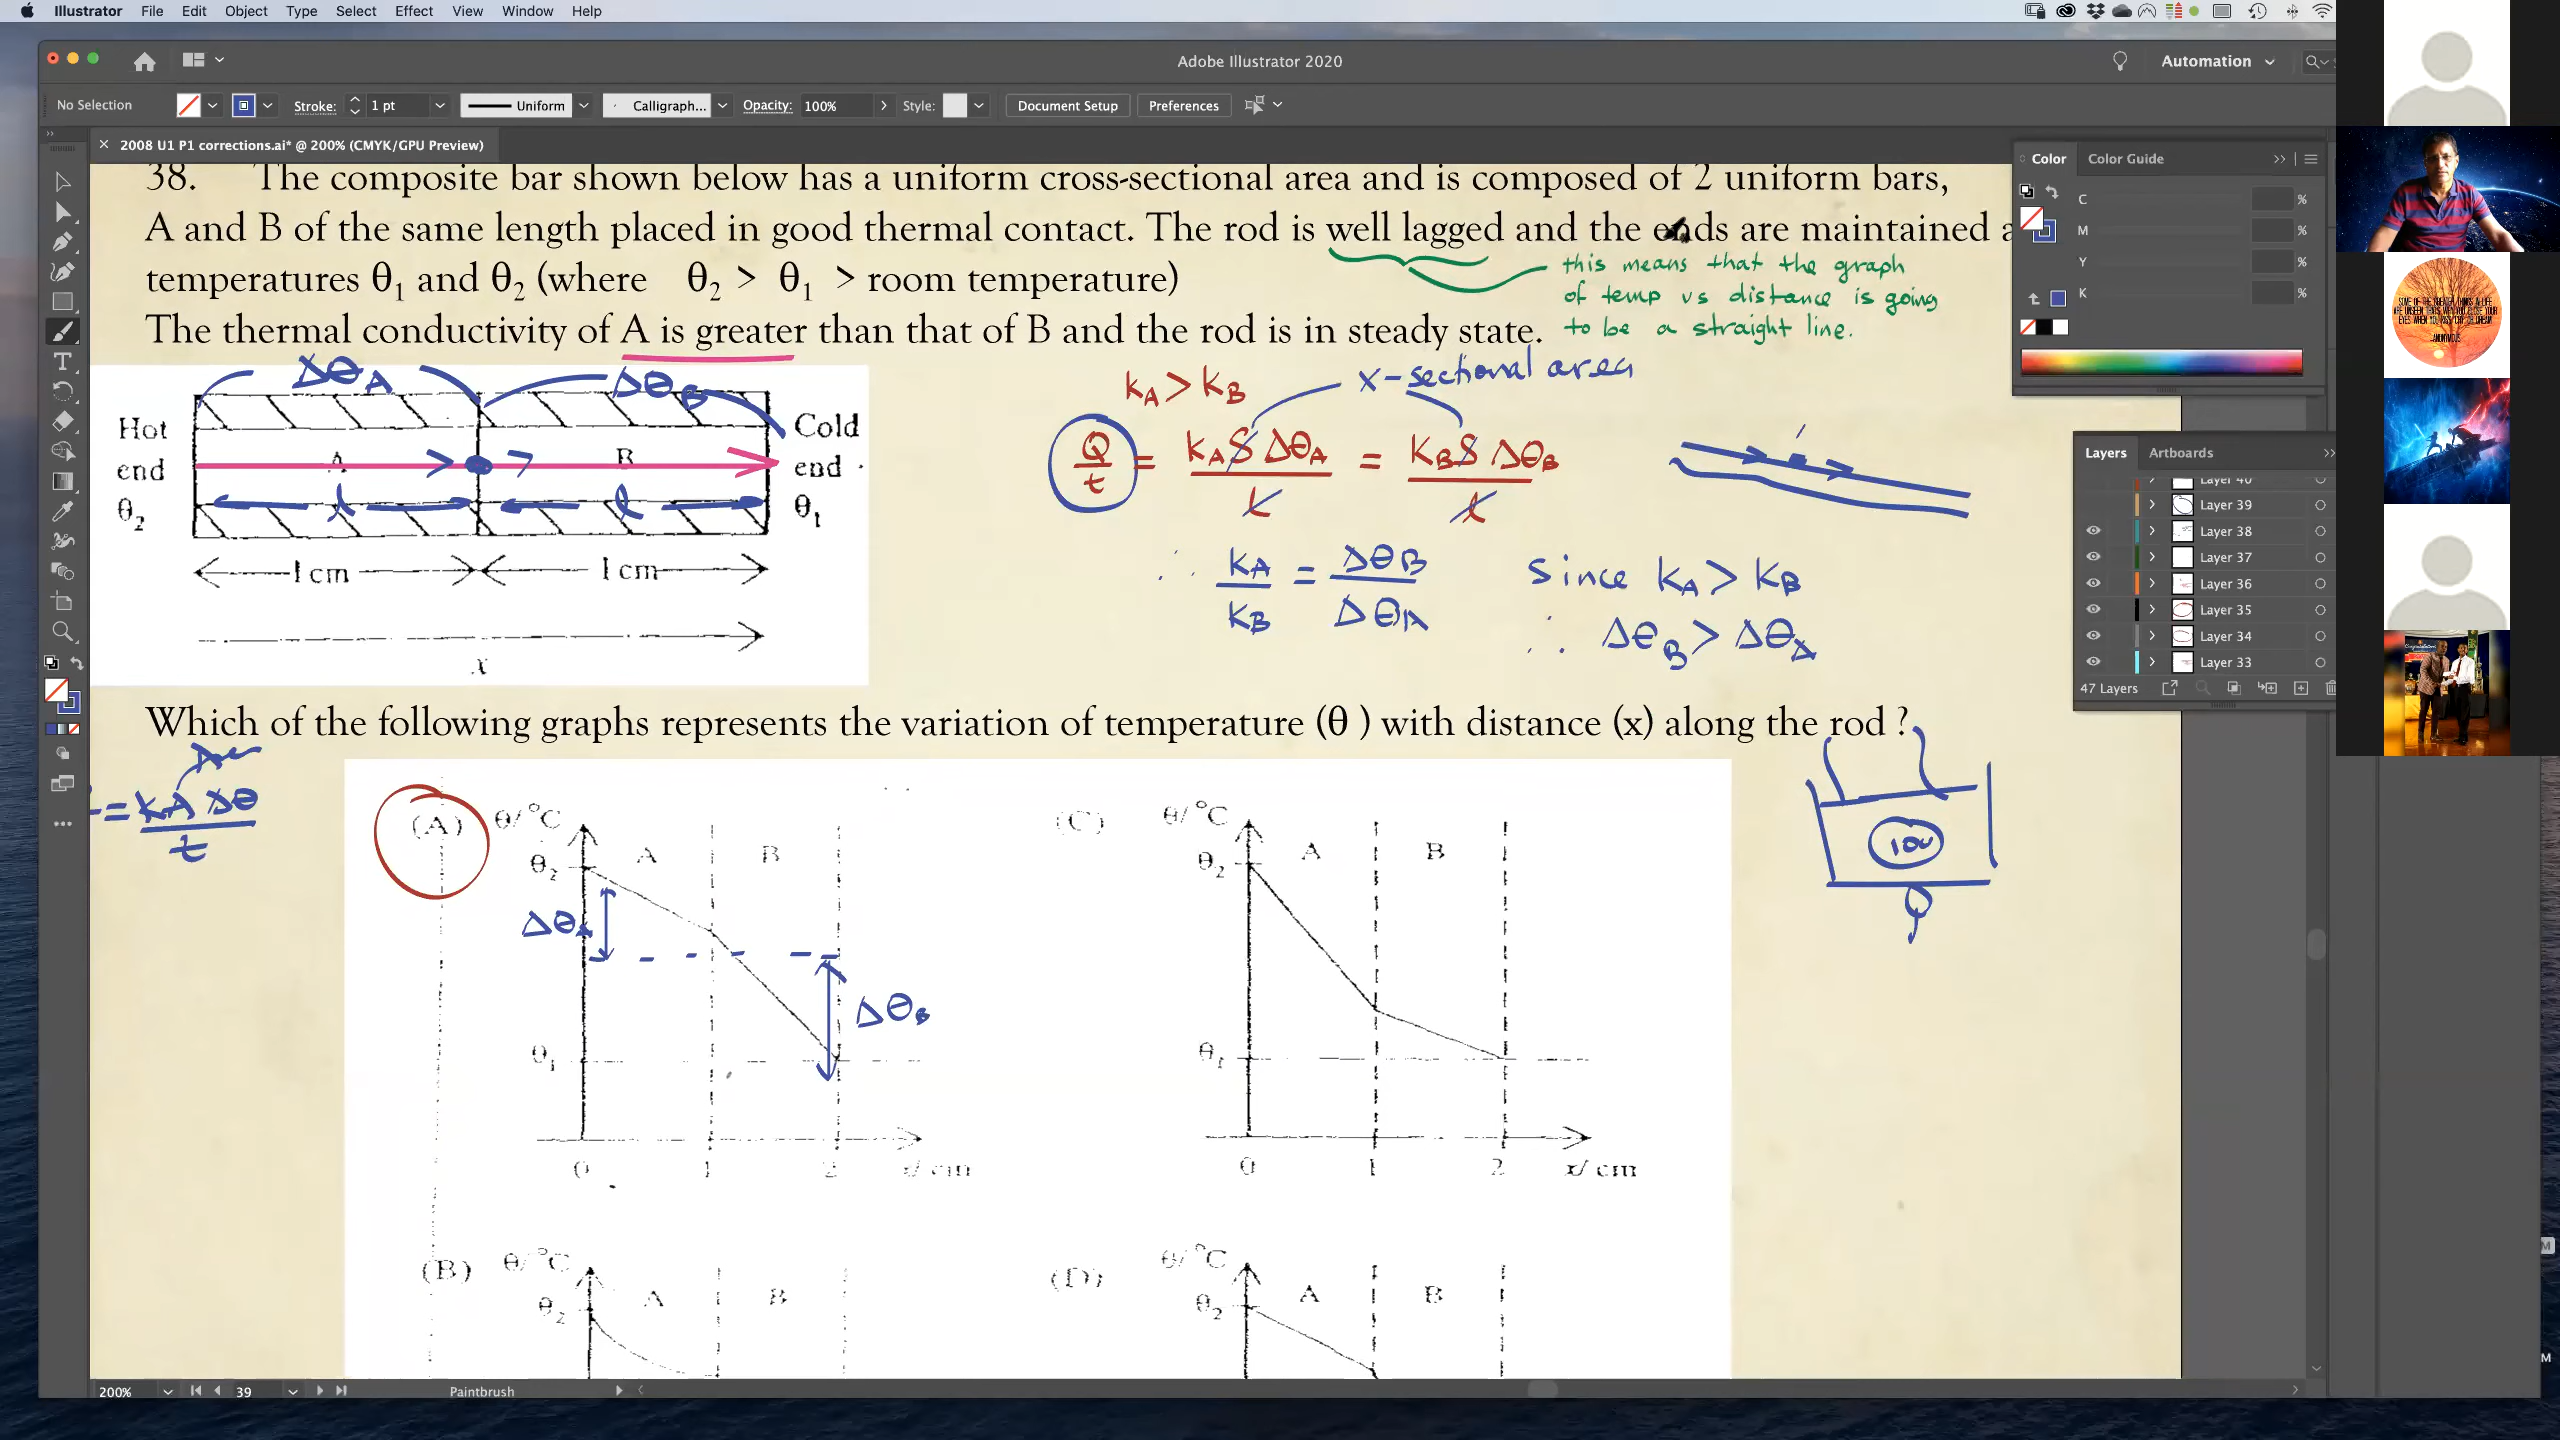 Illustrator File Edit Object Type Select Effect View Window Help
Adobe Illustrator 2020
Automation
No Selection Stroke: 1 pt Uniform Calligraph... Opacity: 100% Style: Document Setup Preferences
2008 U1 P1 corrections.ai* @ 200% (CMYK/GPU Preview)
38. The composite bar shown below has a uniform cross-sectional area and is composed of 2 uniform bars,
A and B of the same length placed in good thermal contact. The rod is well lagged and the ends are maintained a
temperatures θ₁ and θ₂ (where θ₂ > θ₁ > room temperature)
this means that the graph
of temp vs distance is going
to be a straight line.
The thermal conductivity of A is greater than that of B and the rod is in steady state.
ΔθA ΔθB
Hot end θ₂
A B
Cold end θ₁
l l
1 cm 1 cm
x
kA > kB
x-sectional area
Q/t = kA S ΔθA / l = kB S ΔθB / l
∴ kA/kB = ΔθB/ΔθA
Since kA > kB
∴ ΔθB > ΔθA
Which of the following graphs represents the variation of temperature (θ ) with distance (x) along the rod ?
= kA Δθ / t
100
(A) θ/°C
θ₂ A B
ΔθA
ΔθB
θ₁
0 1 2 x/ cm
(C) θ/°C
θ₂ A B
θ₁
0 1 2 x/ cm
(B) θ/°C
θ₂ A B
(D) θ/°C
θ₂ A B
Color Color Guide
C %
M %
Y %
K %
Layers Artboards
Layer 40
Layer 39
Layer 38
Layer 37
Layer 36
Layer 35
Layer 34
Layer 33
47 Layers
200% 39 Paintbrush